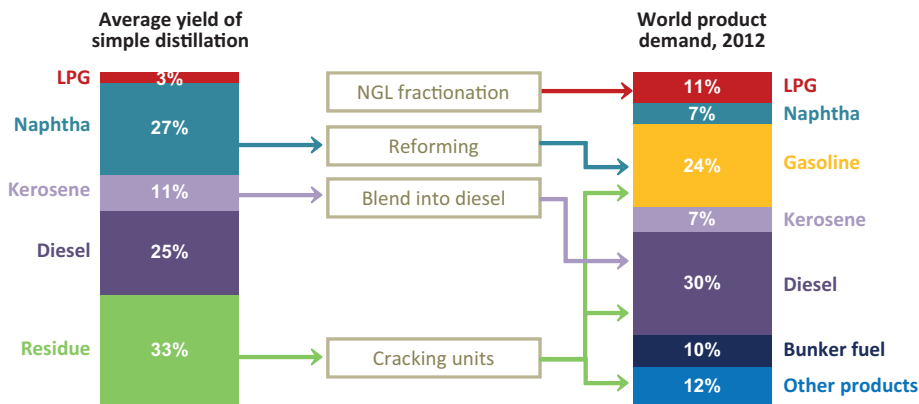 Average yield of
simple distillation
World product
demand, 2012
LPG
3%
Naphtha
27%
Kerosene
11%
Diesel
25%
Residue
33%
NGL fractionation
Reforming
Blend into diesel
Cracking units
11%
LPG
7%
Naphtha
24%
Gasoline
7%
Kerosene
30%
Diesel
10%
Bunker fuel
12%
Other products